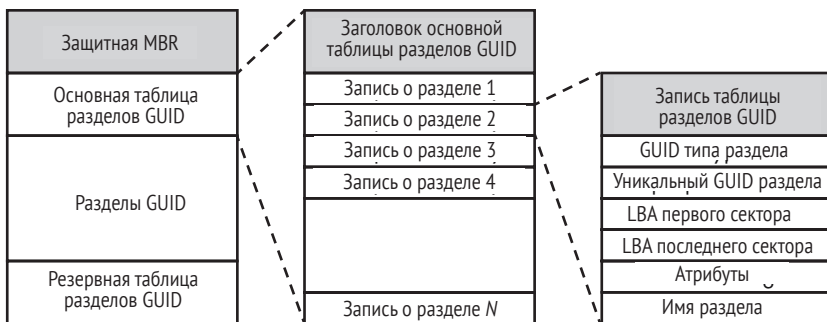 Защитная MBR
Основная таблица
разделов GUID
Разделы GUID
Резервная таблица
разделов GUID
Заголовок основной
таблицы разделов GUID
Запись о разделе 1
Запись о разделе 2
Запись о разделе 3
Запись о разделе 4
Запись о разделе N
Запись таблицы
разделов GUID
GUID типа раздела
Уникальный GUID раздела
LBA первого сектора
LBA последнего сектора
Атрибуты
Имя раздела